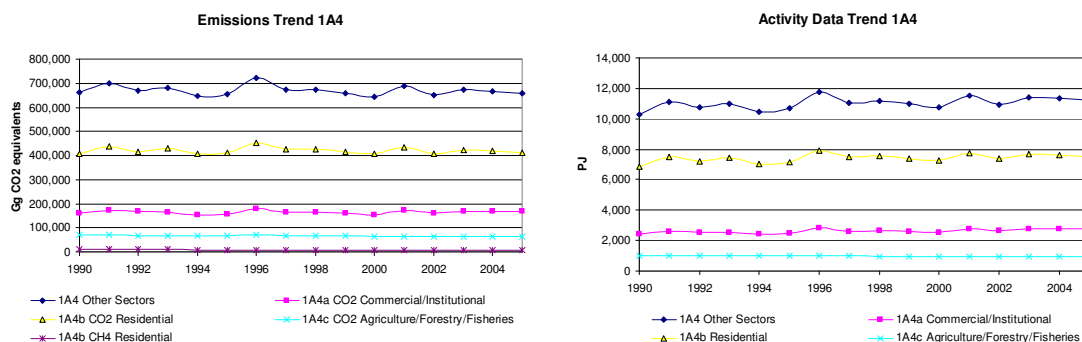 Emissions Trend 1A4
800,000
700,000
600,000
500,000
400,000
300,000
200,000
100,000
0
Gg CO2 equivalents
1990 1992 1994 1996 1998 2000 2002 2004
1A4 Other Sectors
1A4a CO2 Commercial/Institutional
1A4b CO2 Residential
1A4c CO2 Agriculture/Forestry/Fisheries
1A4b CH4 Residential
Activity Data Trend 1A4
14,000
12,000
10,000
8,000
6,000
4,000
2,000
0
PJ
1990 1992 1994 1996 1998 2000 2002 2004
1A4 Other Sectors
1A4a Commercial/Institutional
1A4b Residential
1A4c Agriculture/Forestry/Fisheries